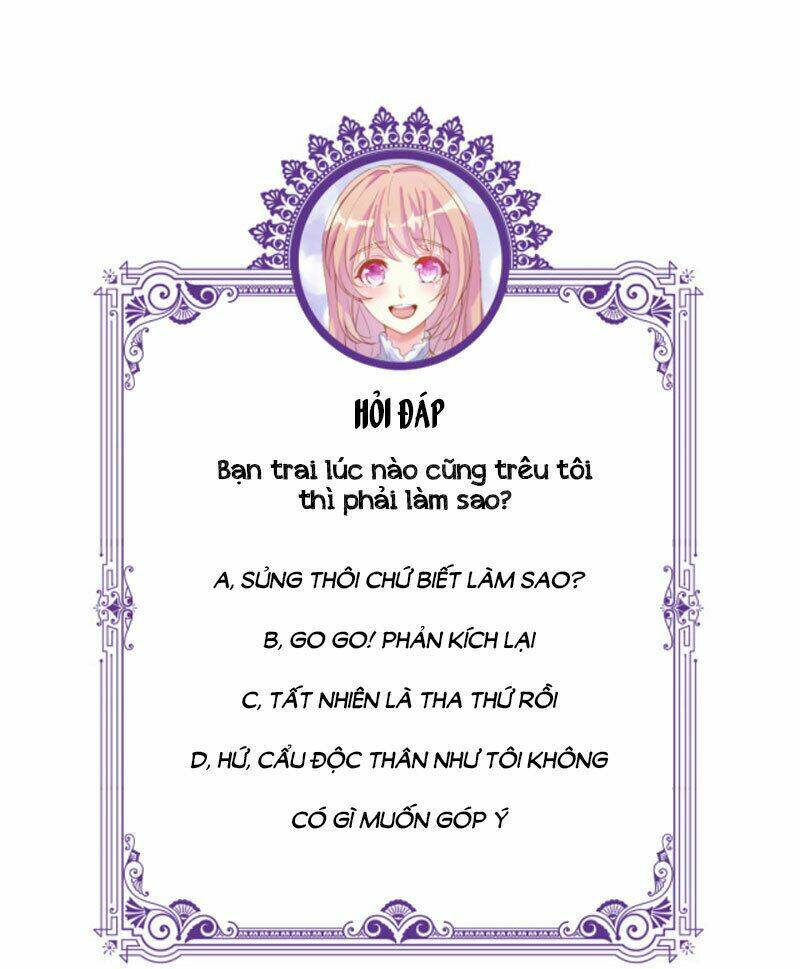 HỎI ĐÁP
Bạn trai lúc nào cũng trêu tôi
thì phải làm sao?
A, SỦNG THÔI CHỨ BIẾT LÀM SAO?
B, GO GO! PHẢN KÍCH LẠI
C, TẤT NHIÊN LÀ THA THỨ RỒI
D, HỨ, CẨU ĐỘC THÂN NHƯ TÔI KHÔNG
CÓ GÌ MUỐN GÓP Ý